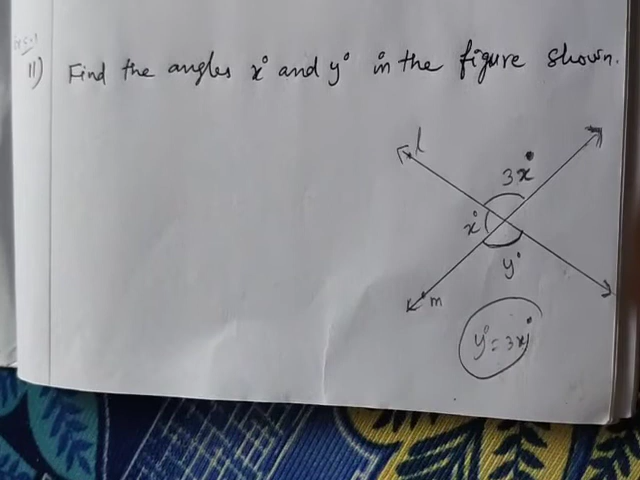 11) Find the angles x° and y° in the figure shown.
l
3x°
x°
y°
m
y° = 3x°